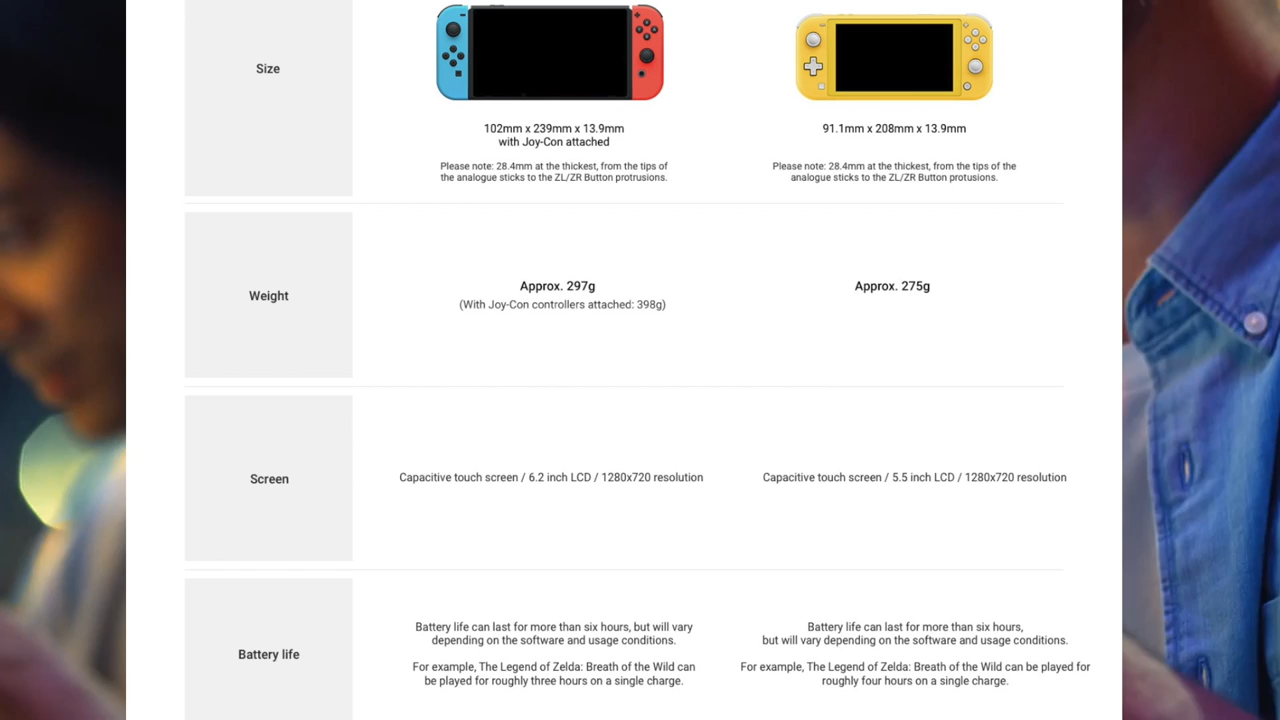 Size
102mm x 239mm x 13.9mm
with Joy-Con attached
Please note: 28.4mm at the thickest, from the tips of
the analogue sticks to the ZL/ZR Button protrusions.
91.1mm x 208mm x 13.9mm
Please note: 28.4mm at the thickest, from the tips of the
analogue sticks to the ZL/ZR Button protrusions.
Weight
Approx. 297g
(With Joy-Con controllers attached: 398g)
Approx. 275g
Screen
Capacitive touch screen / 6.2 inch LCD / 1280x720 resolution
Capacitive touch screen / 5.5 inch LCD / 1280x720 resolution
Battery life
Battery life can last for more than six hours, but will vary
depending on the software and usage conditions.
For example, The Legend of Zelda: Breath of the Wild can
be played for roughly three hours on a single charge.
Battery life can last for more than six hours,
but will vary depending on the software and usage conditions.
For example, The Legend of Zelda: Breath of the Wild can be played for
roughly four hours on a single charge.